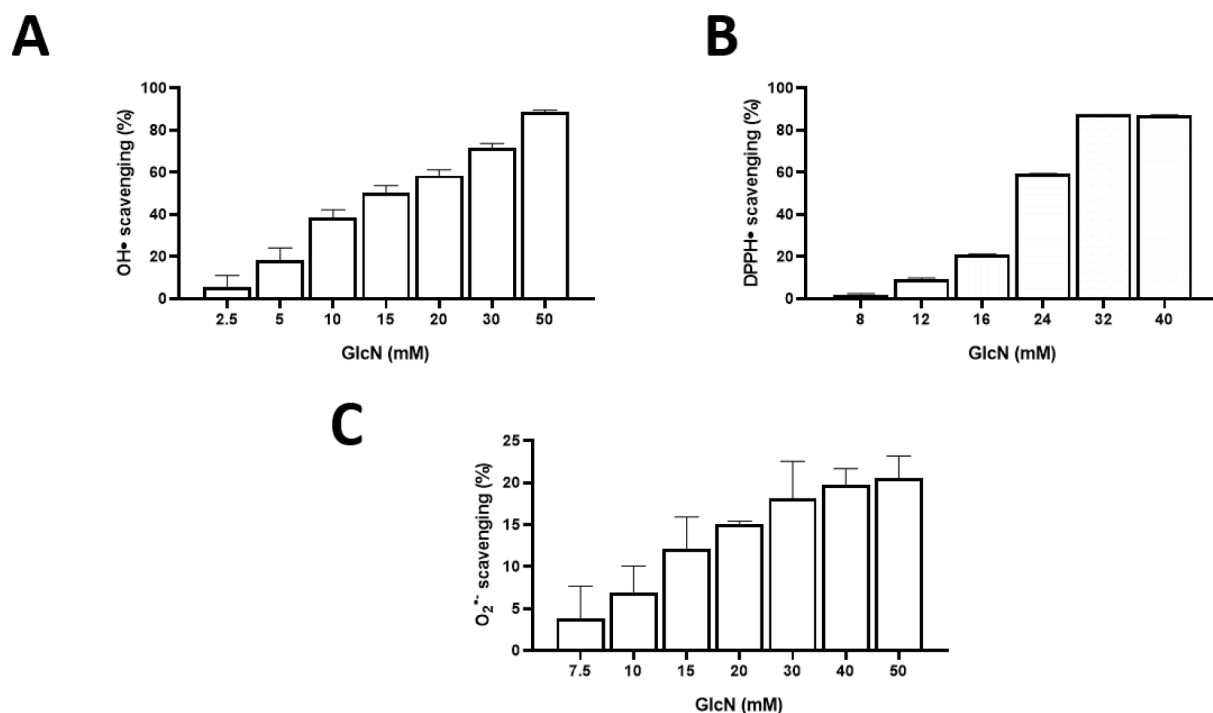 A
OH• scavenging (%)
100
80
60
40
20
0
2.5 5 10 15 20 30 50
GlcN (mM)
B
DPPH• scavenging (%)
100
80
60
40
20
0
8 12 16 24 32 40
GlcN (mM)
C
O₂•- scavenging (%)
25
20
15
10
5
0
7.5 10 15 20 30 40 50
GlcN (mM)